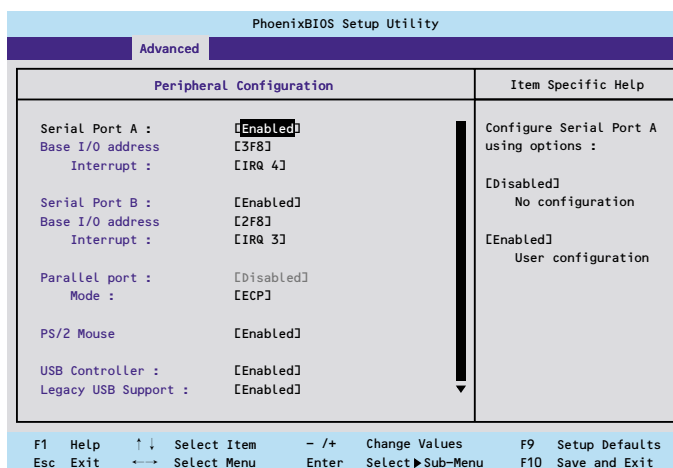 PhoenixBIOS Setup Utility
Advanced
Peripheral Configuration
Serial Port A : [Enabled]
Base I/O address [3F8]
Interrupt : [IRQ 4]
Serial Port B : [Enabled]
Base I/O address [2F8]
Interrupt : [IRQ 3]
Parallel port : [Disabled]
Mode : [ECP]
PS/2 Mouse [Enabled]
USB Controller : [Enabled]
Legacy USB Support : [Enabled]
Item Specific Help
Configure Serial Port A
using options :
[Disabled]
No configuration
[Enabled]
User configuration
F1 Help ↑↓ Select Item – /+ Change Values F9 Setup Defaults
Esc Exit ←→ Select Menu Enter Select▶Sub–Menu F10 Save and Exit